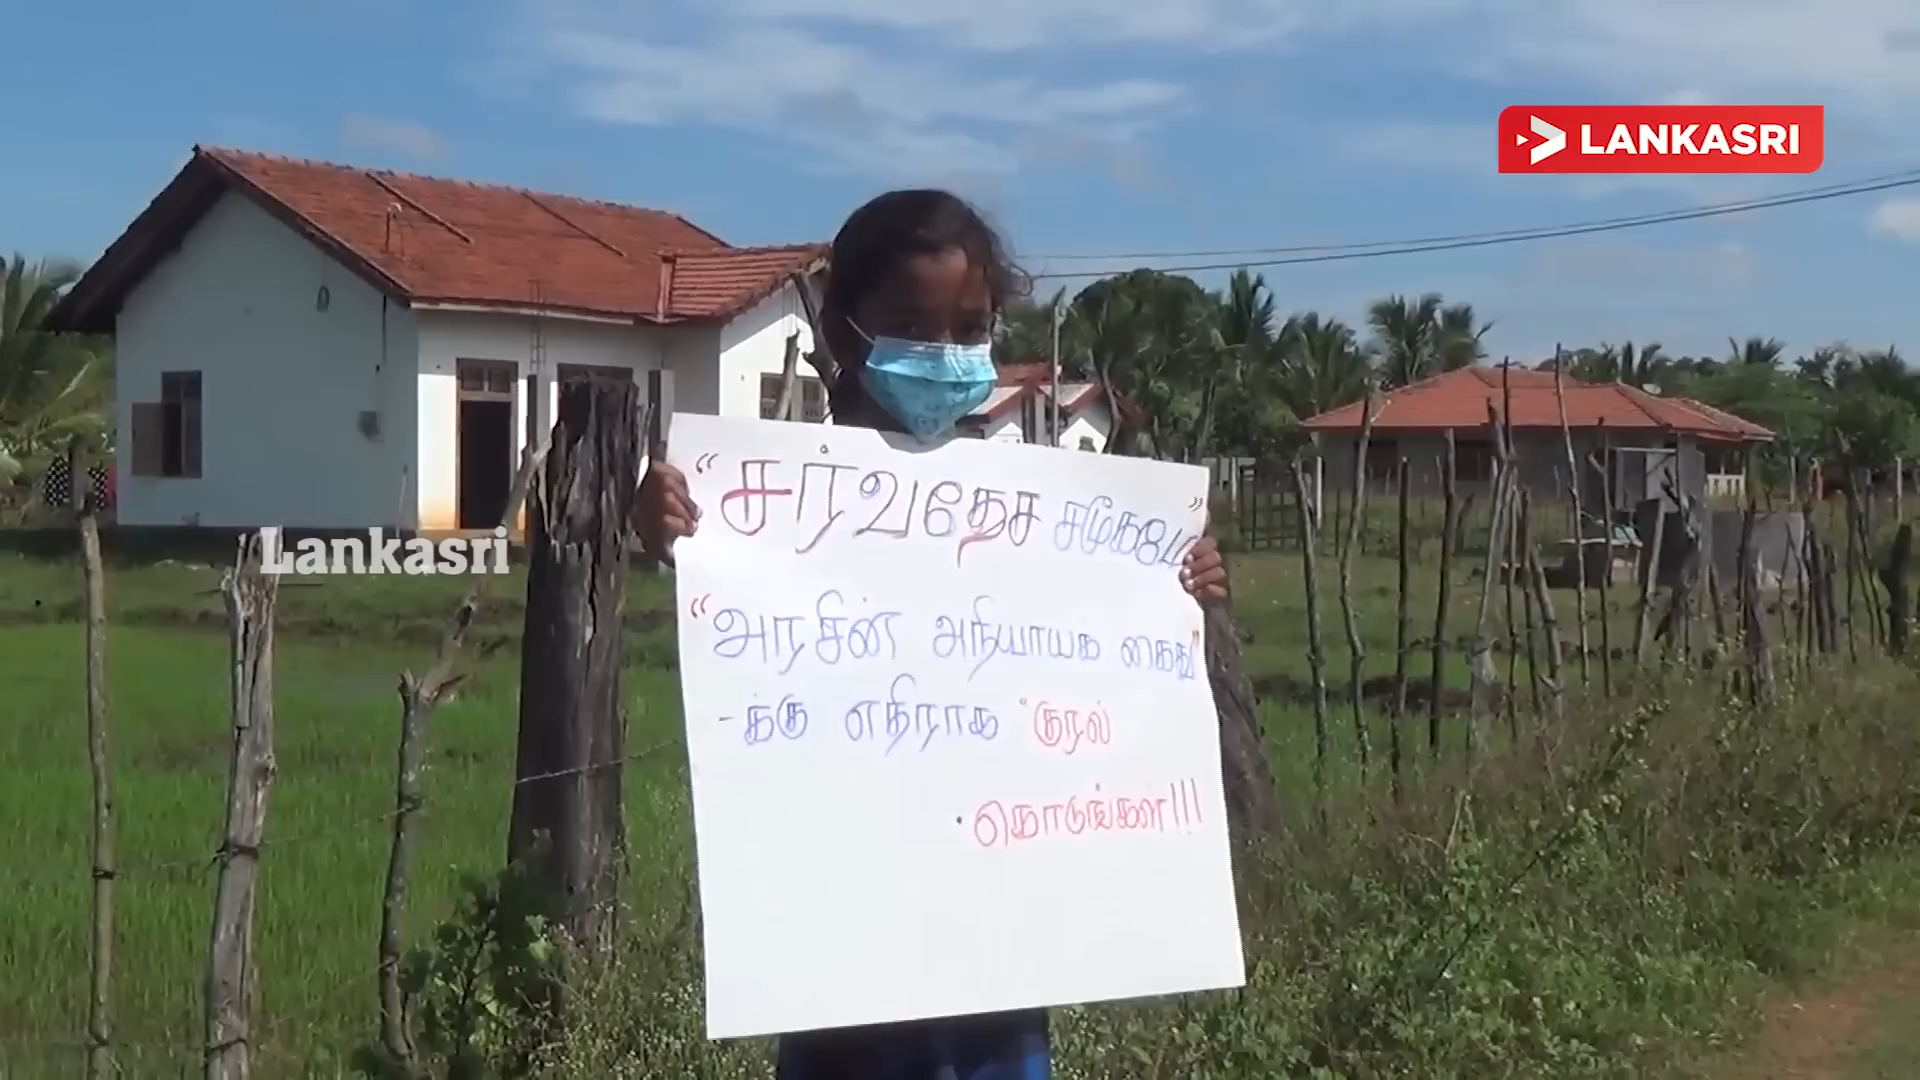 LANKASRI
Lankasri
"சர்வதேச சமூகமே"
"அரசின் அநியாயக் கைது"
-க்கு எதிராக "குரல்
கொடுங்கள்!!!